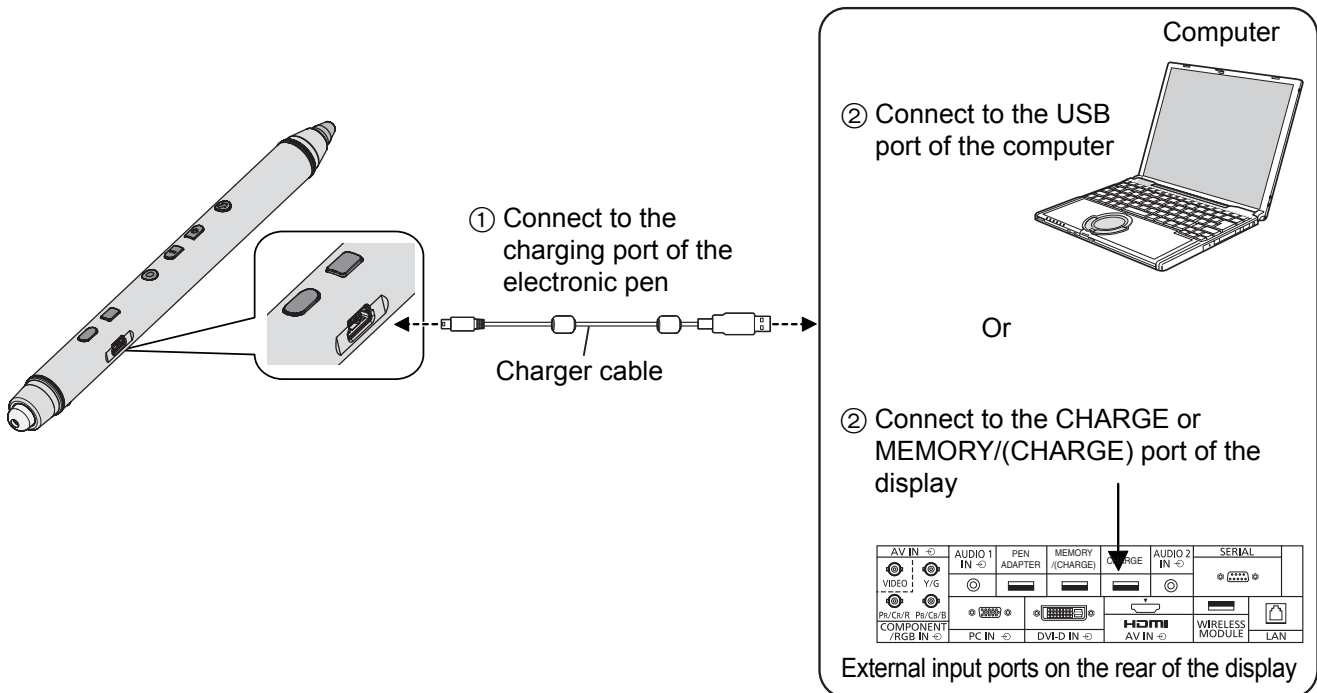 Computer
② Connect to the USB
port of the computer
① Connect to the
charging port of the
electronic pen
Charger cable
Or
② Connect to the CHARGE or
MEMORY/(CHARGE) port of the
display
AV IN
AUDIO 1
IN
PEN
ADAPTER
MEMORY
/(CHARGE)
AUDIO 2
IN
SERIAL
VIDEO
Y/G
PR/CR/R PB/CB/B
COMPONENT
/RGB IN
PC IN
DVI-D IN
HDMI
AV IN
WIRELESS
MODULE
LAN
External input ports on the rear of the display